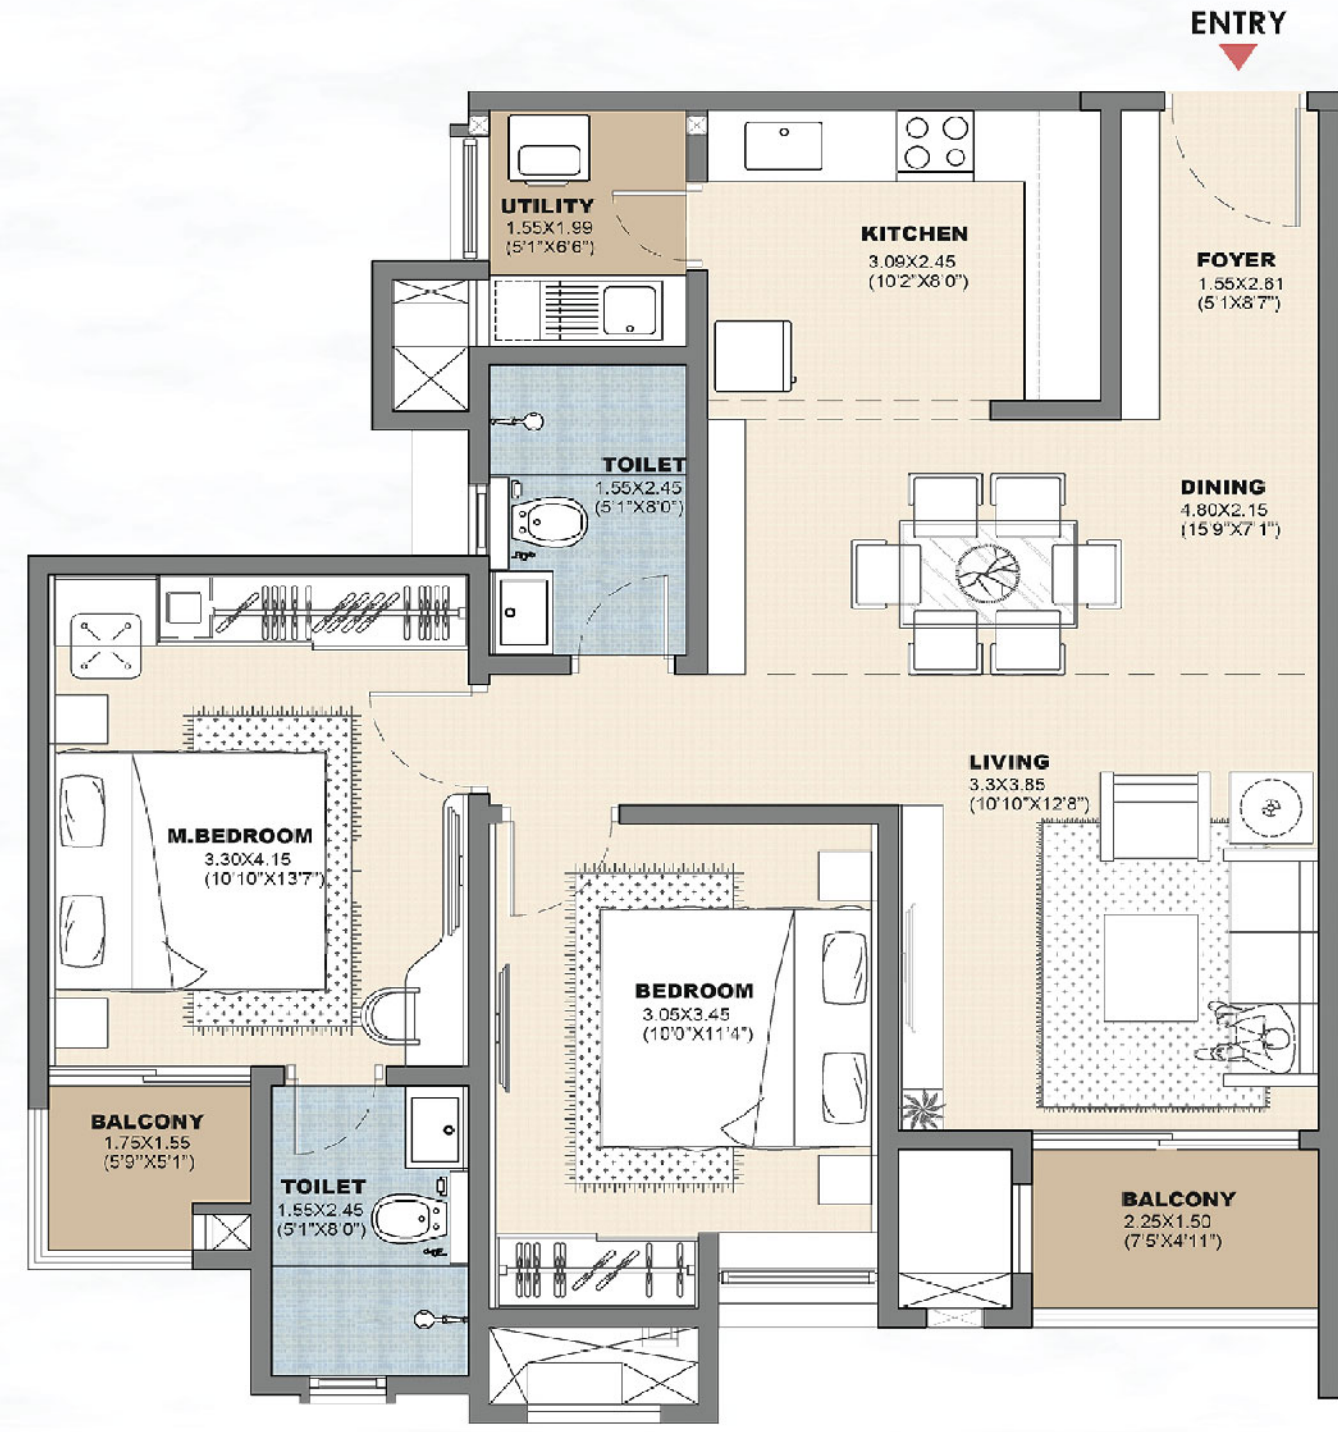 ENTRY
UTILITY
1.55X1.99
(5'1"X6'6")
KITCHEN
3.09X2.45
(10'2"X8'0")
FOYER
1.55X2.61
(5'1X8'7")
TOILET
1.55X2.45
(5'1"X8'0")
DINING
4.80X2.15
(15'9"X7'1")
LIVING
3.3X3.85
(10'10"X12'8")
M.BEDROOM
3.30X4.15
(10'10"X13'7")
BEDROOM
3.05X3.45
(10'0"X11'4")
BALCONY
1.75X1.55
(5'9"X5'1")
TOILET
1.55X2.45
(5'1"X8'0")
BALCONY
2.25X1.50
(7'5'X4'11")